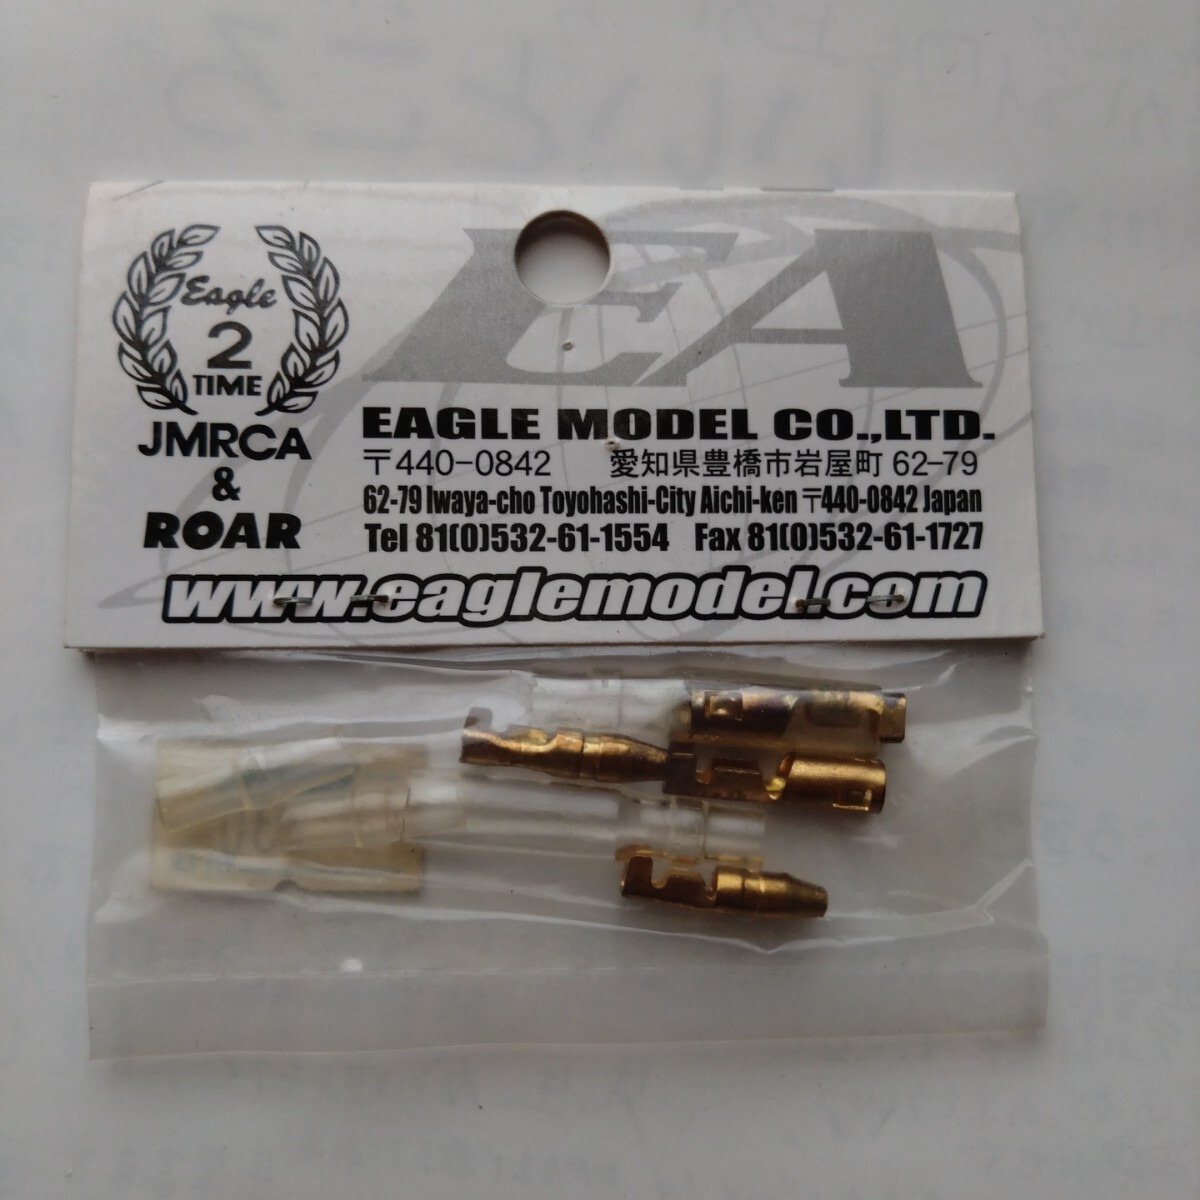 Eagle
2
TIME
JMRCA
&
ROAR
EA
EAGLE MODEL CO.,LTD.
〒440-0842 愛知県豊橋市岩屋町 62-79
62-79 Iwaya-cho Toyohashi-City Aichi-ken 〒440-0842 Japan
Tel 81(0)532-61-1554 Fax 81(0)532-61-1727
www.eaglemodel.com